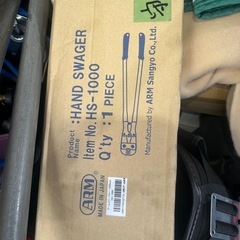 Product Name :HAND SWAGER
Item No. HS-1000
Q'ty :1 PIECE
Manufactured by ARM Sangyo Co., Ltd.
ARM
MADE IN JAPAN